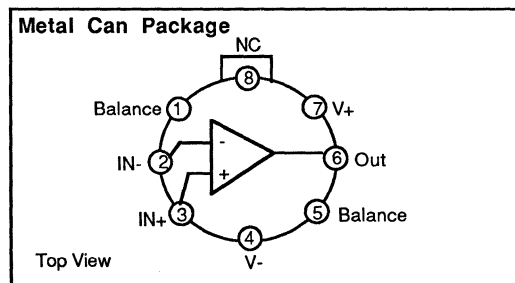 Metal Can Package
NC
8
Balance 1
7 V+
IN- 2
-
6 Out
+
IN+ 3
5 Balance
4
V-
Top View